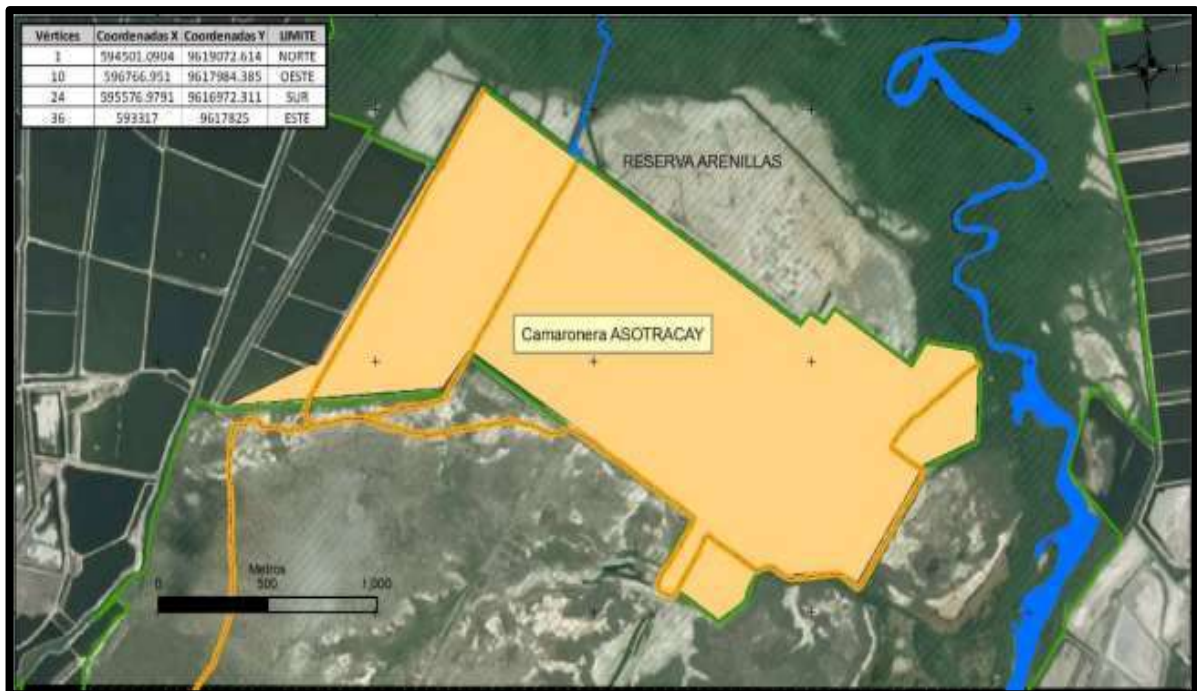 Vértices Coordenadas X Coordenadas Y LIMITE
1 594501.0904 9619072.614 NORTE
10 596766.951 9617984.385 OESTE
24 595576.9791 9616972.311 SUR
36 593317 9617825 ESTE
RESERVA ARENILLAS
Camaronera ASOTRACAY
Metros
0 500 1,000